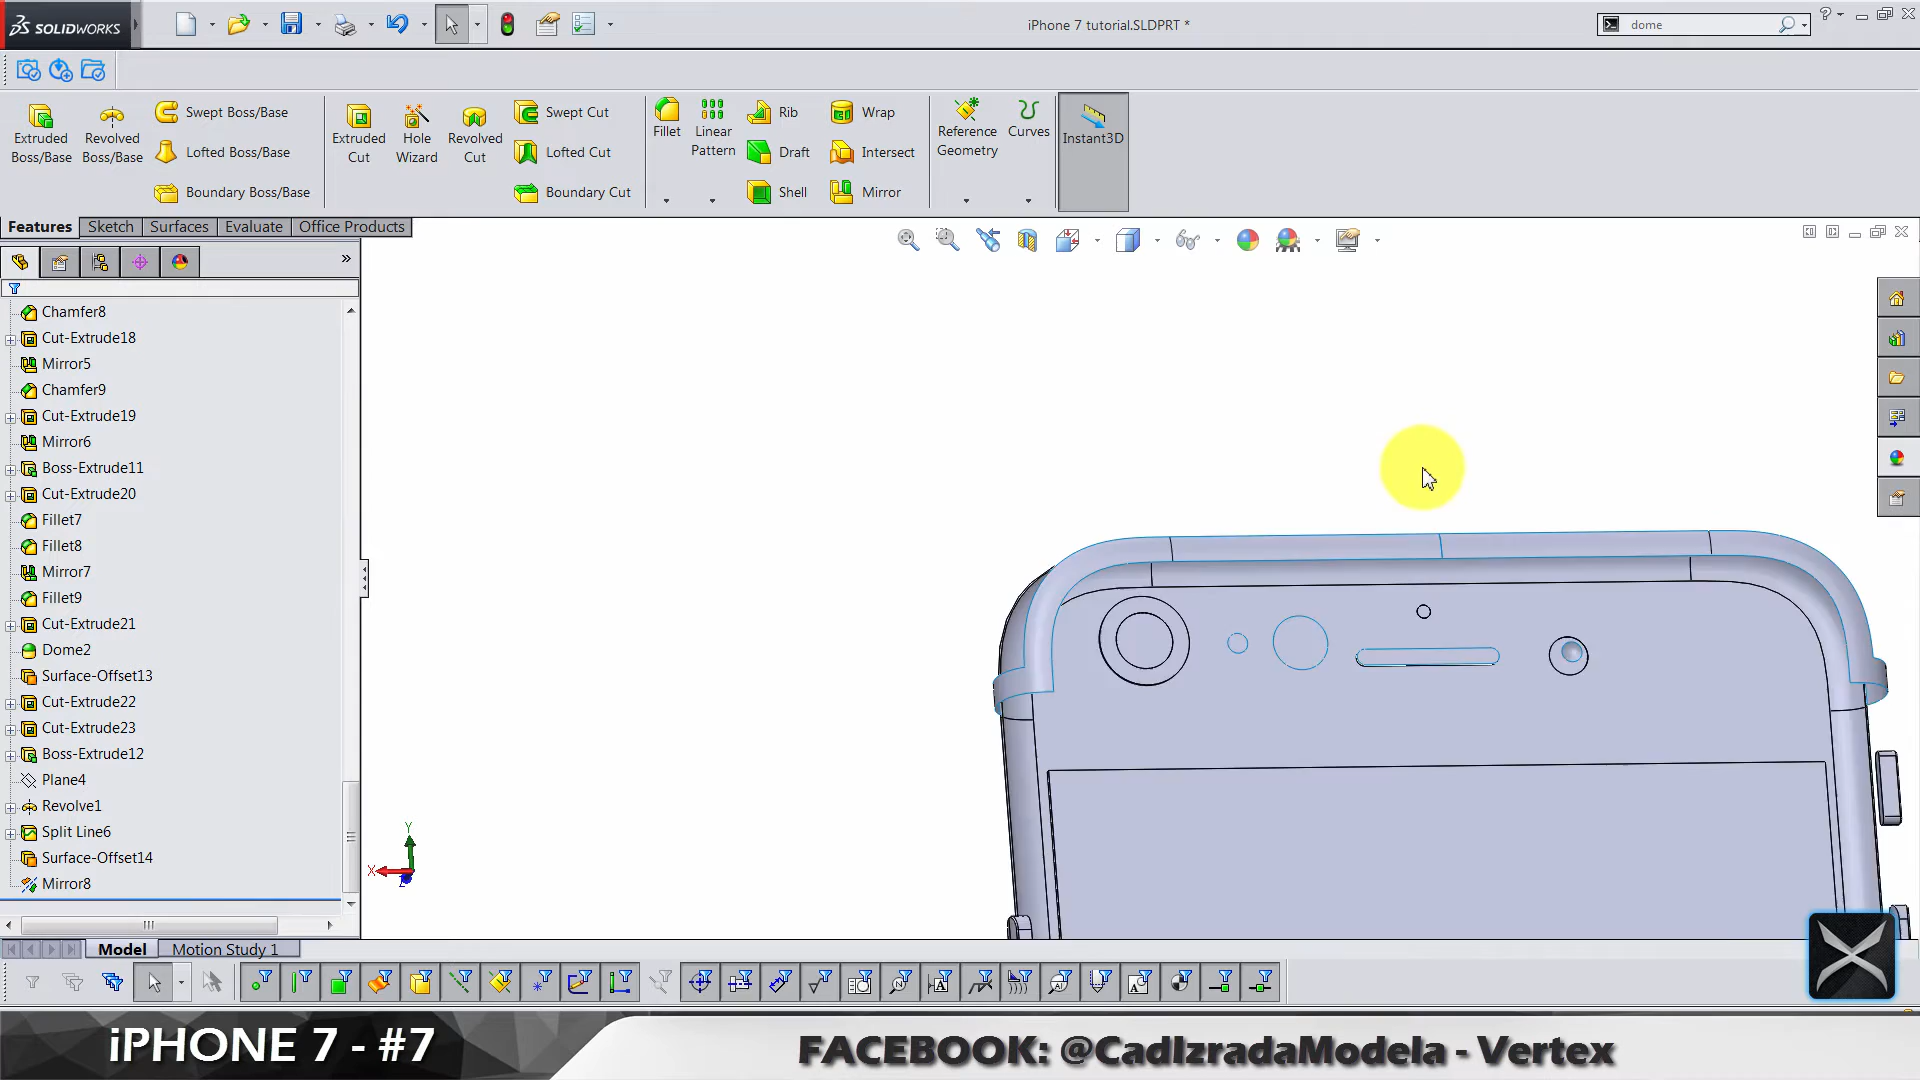 SOLIDWORKS
iPhone 7 tutorial.SLDPRT *
dome
Extruded Boss/Base
Revolved Boss/Base
Swept Boss/Base
Lofted Boss/Base
Boundary Boss/Base
Extruded Cut
Hole Wizard
Revolved Cut
Swept Cut
Lofted Cut
Boundary Cut
Fillet
Linear Pattern
Rib
Draft
Shell
Wrap
Intersect
Mirror
Reference Geometry
Curves
Instant3D
Features
Sketch
Surfaces
Evaluate
Office Products
Chamfer8
Cut-Extrude18
Mirror5
Chamfer9
Cut-Extrude19
Mirror6
Boss-Extrude11
Cut-Extrude20
Fillet7
Fillet8
Mirror7
Fillet9
Cut-Extrude21
Dome2
Surface-Offset13
Cut-Extrude22
Cut-Extrude23
Boss-Extrude12
Plane4
Revolve1
Split Line6
Surface-Offset14
Mirror8
Y
X
Z
Model
Motion Study 1
iPHONE 7 - #7
FACEBOOK: @CadIzradaModela - Vertex